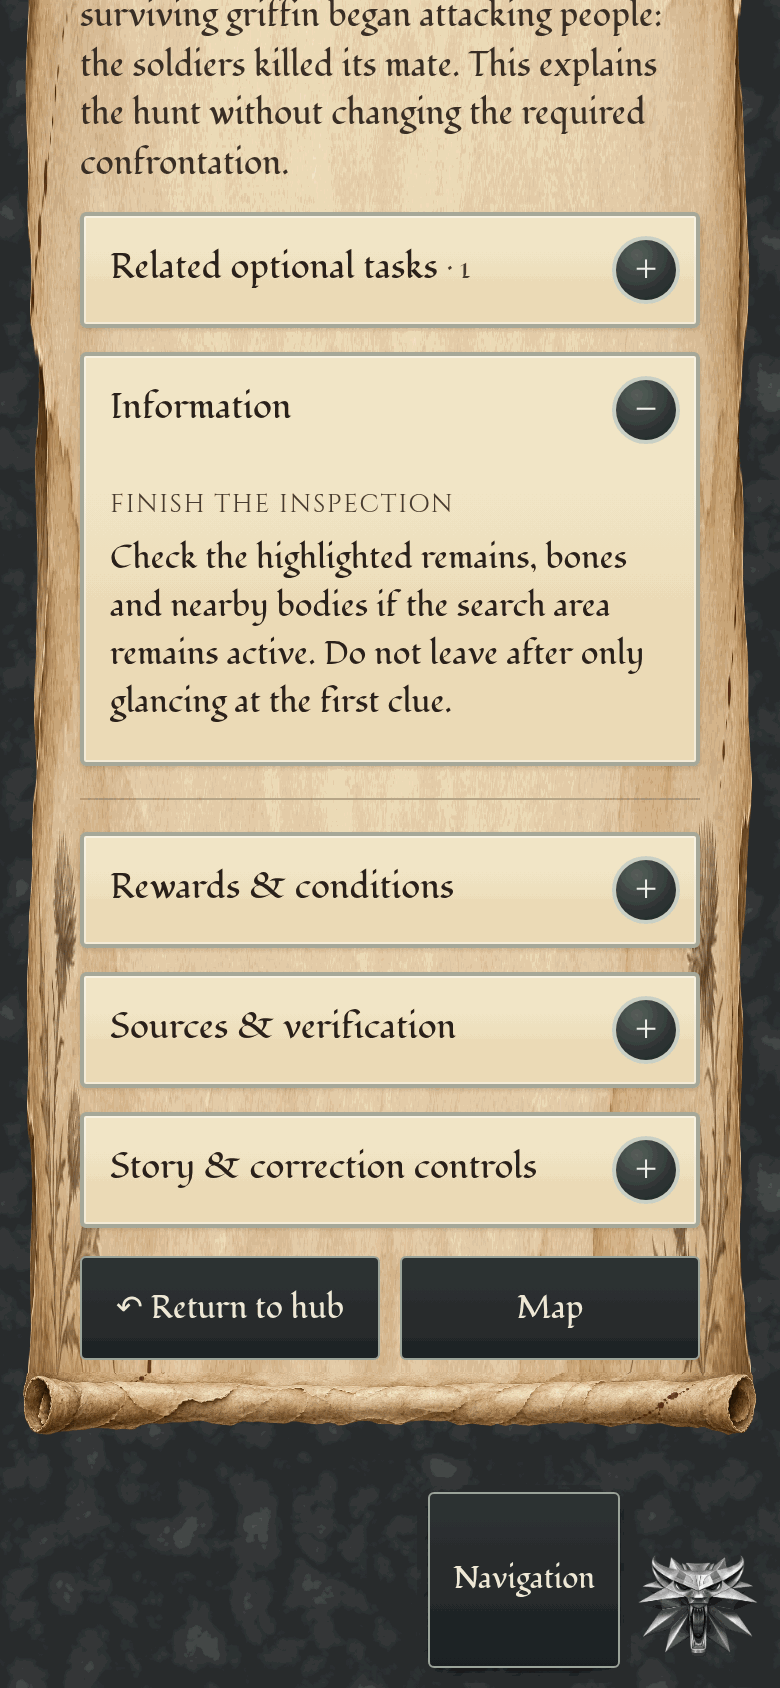 surviving griffin began attacking people:
the soldiers killed its mate. This explains
the hunt without changing the required
confrontation.
Related optional tasks · 1
+
Information
−
FINISH THE INSPECTION
Check the highlighted remains, bones
and nearby bodies if the search area
remains active. Do not leave after only
glancing at the first clue.
Rewards & conditions
+
Sources & verification
+
Story & correction controls
+
↶ Return to hub
Map
Navigation